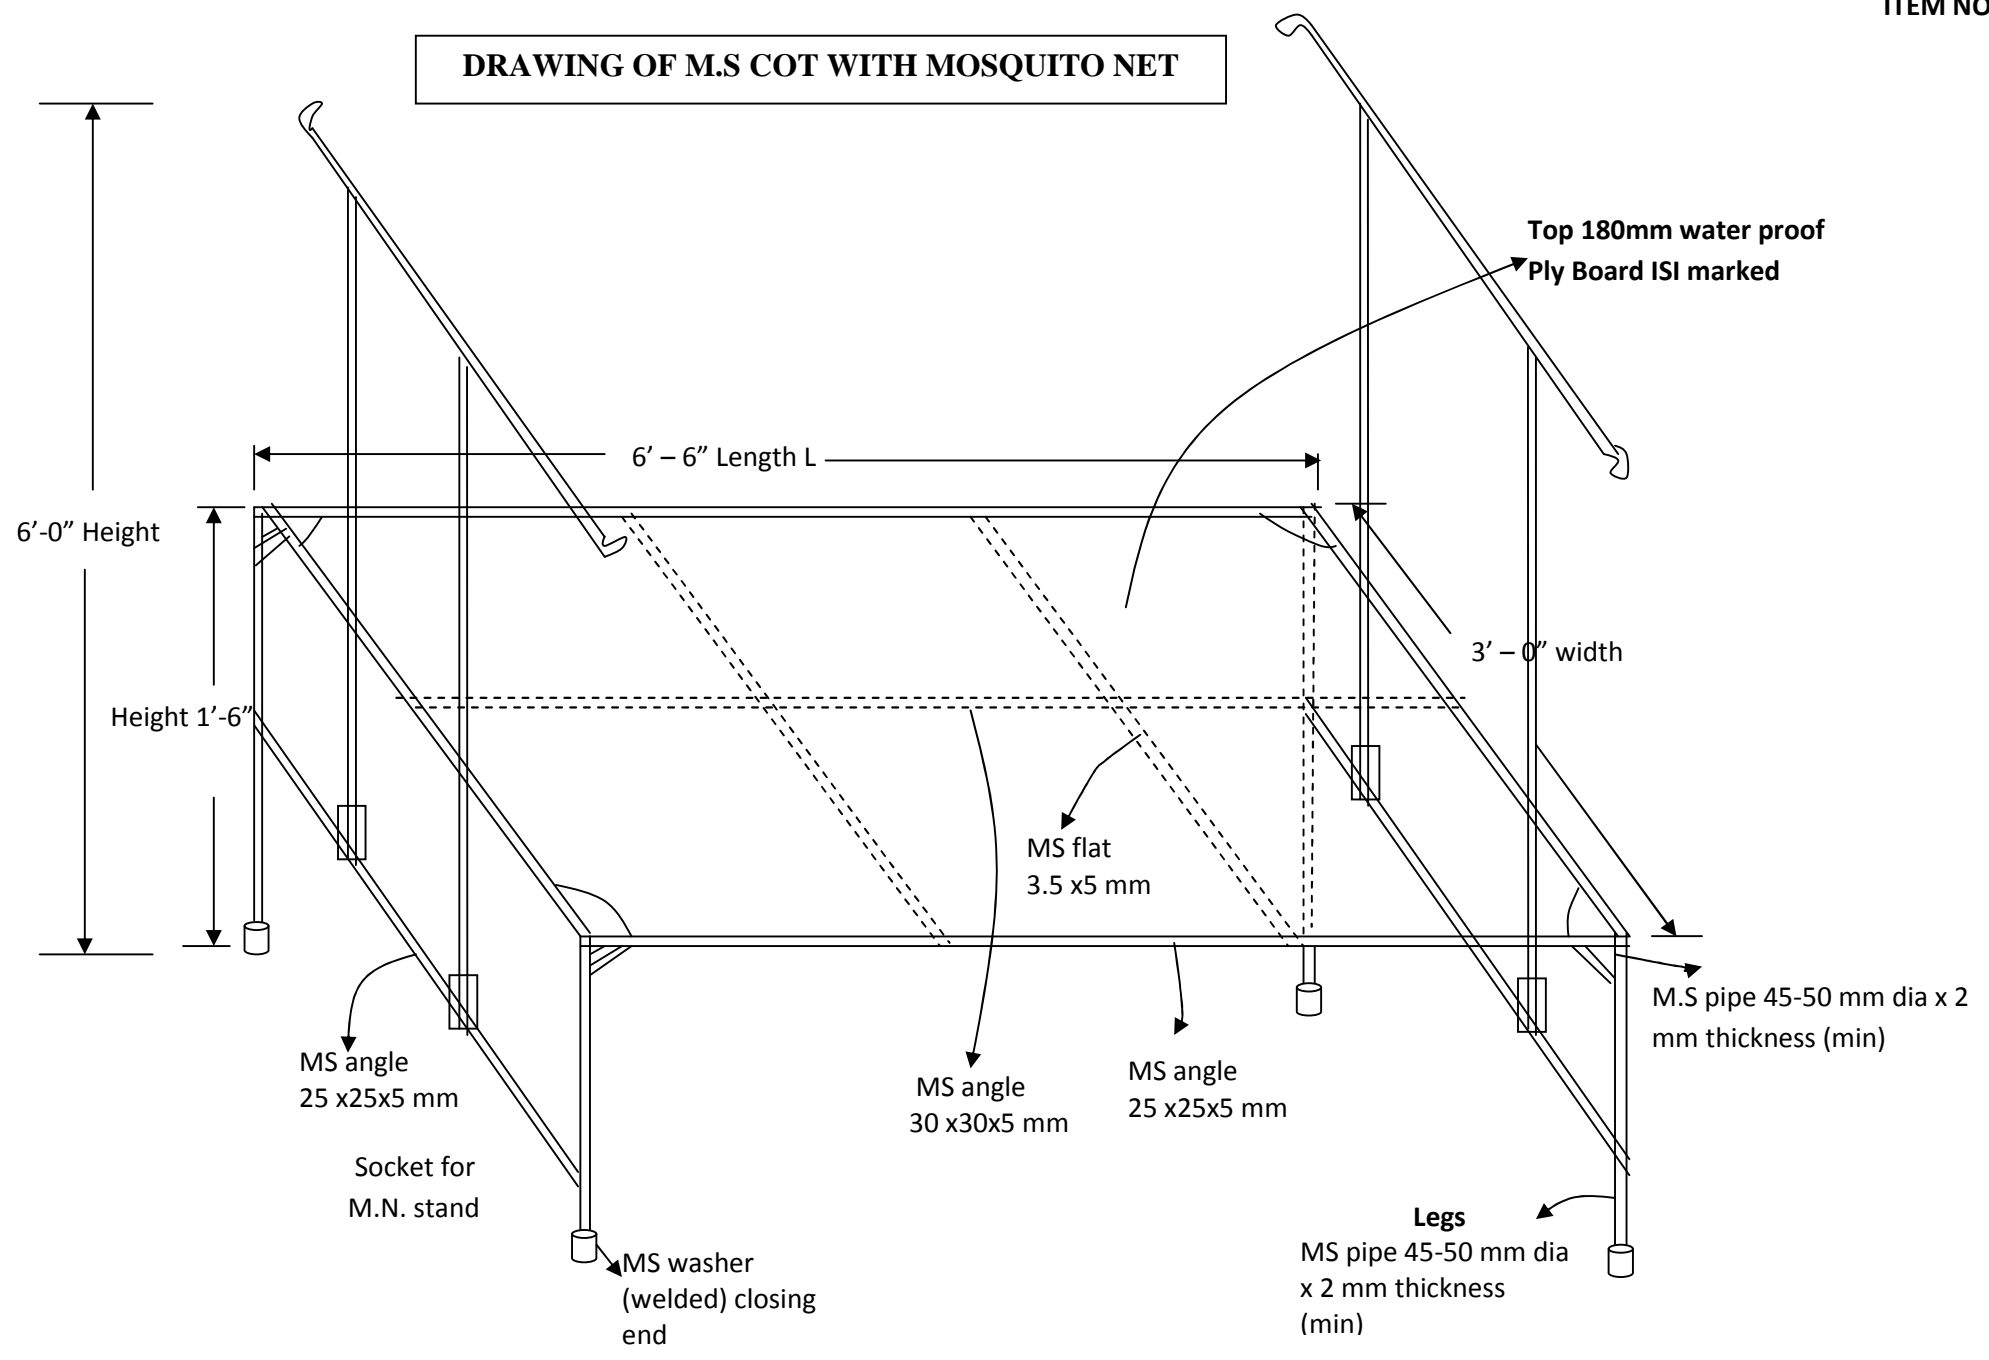 ITEM NO
DRAWING OF M.S COT WITH MOSQUITO NET
Top 180mm water proof
Ply Board ISI marked
6’ – 6” Length L
6’-0” Height
3’ – 0” width
Height 1’-6”
MS flat
3.5 x5 mm
M.S pipe 45-50 mm dia x 2
mm thickness (min)
MS angle
25 x25x5 mm
MS angle
30 x30x5 mm
MS angle
25 x25x5 mm
Socket for
M.N. stand
Legs
MS pipe 45-50 mm dia
x 2 mm thickness
(min)
MS washer
(welded) closing
end